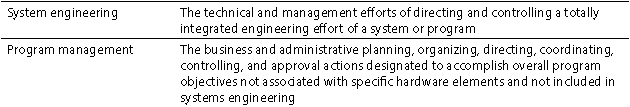 System engineering The technical and management efforts of directing and controlling a totally
integrated engineering effort of a system or program
Program management The business and administrative planning, organizing, directing, coordinating,
controlling, and approval actions designated to accomplish overall program
objectives not associated with specific hardware elements and not included in
systems engineering